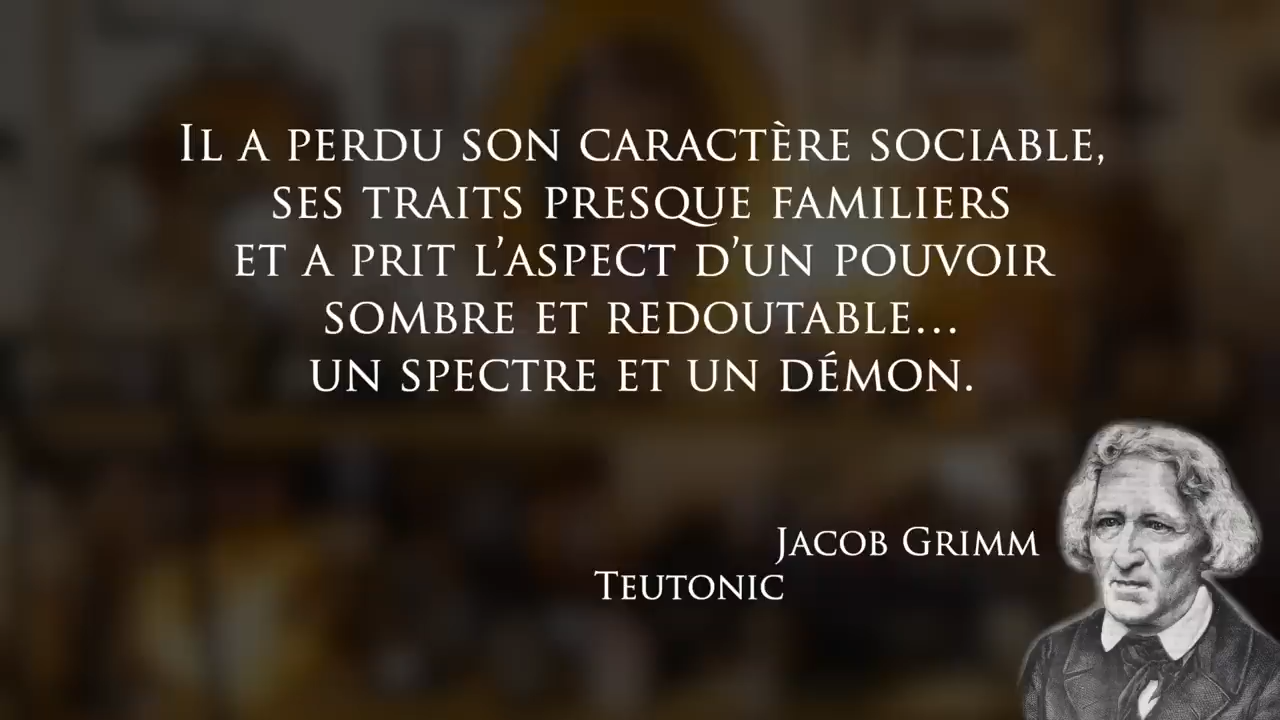 Il a perdu son caractère sociable,
ses traits presque familiers
et a prit l’aspect d’un pouvoir
sombre et redoutable...
un spectre et un démon.
Jacob Grimm
Teutonic